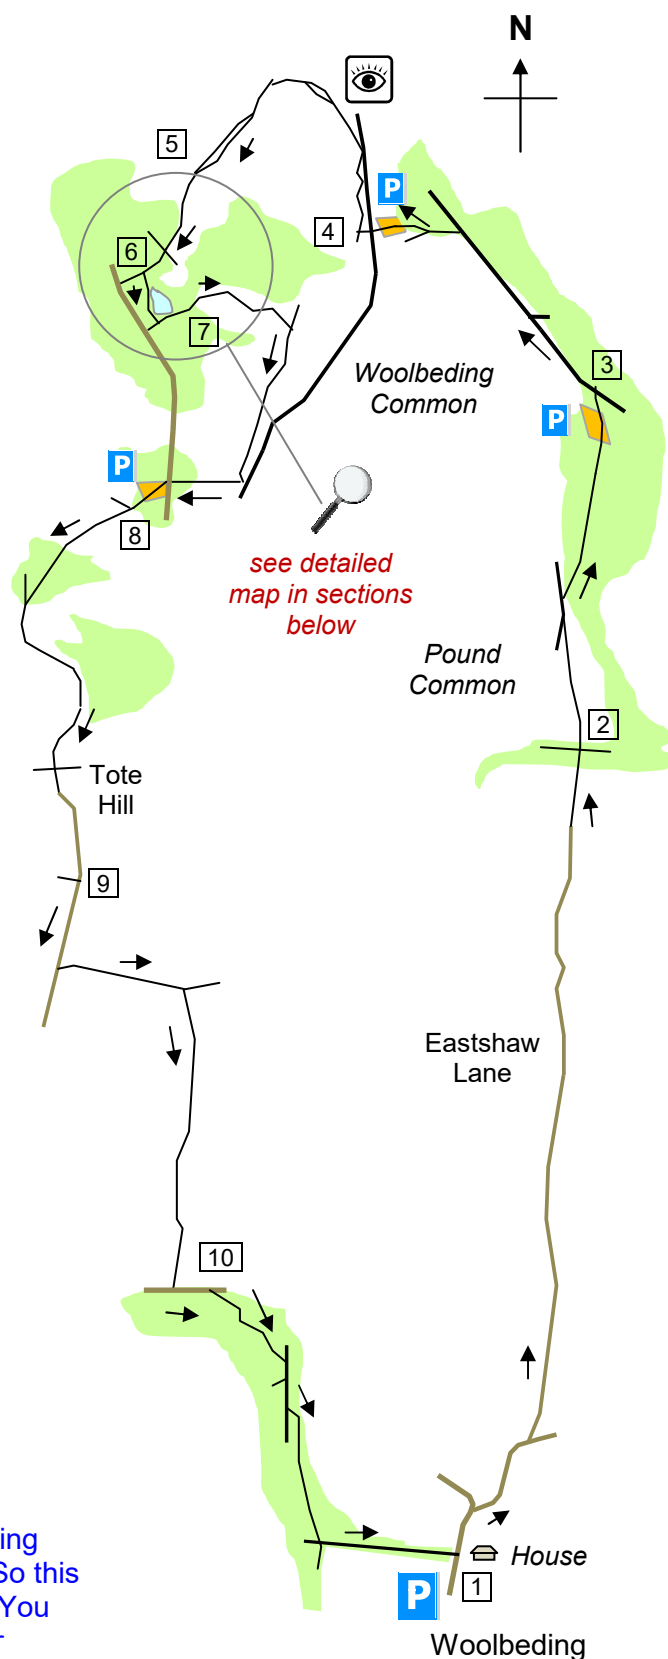 N
5
P
4
6
7
3
Woolbeding
Common
P
P
8
see detailed
map in sections
below
Pound
Common
2
Tote
Hill
9
Eastshaw
Lane
10
So this
You
House
1
P
Woolbeding